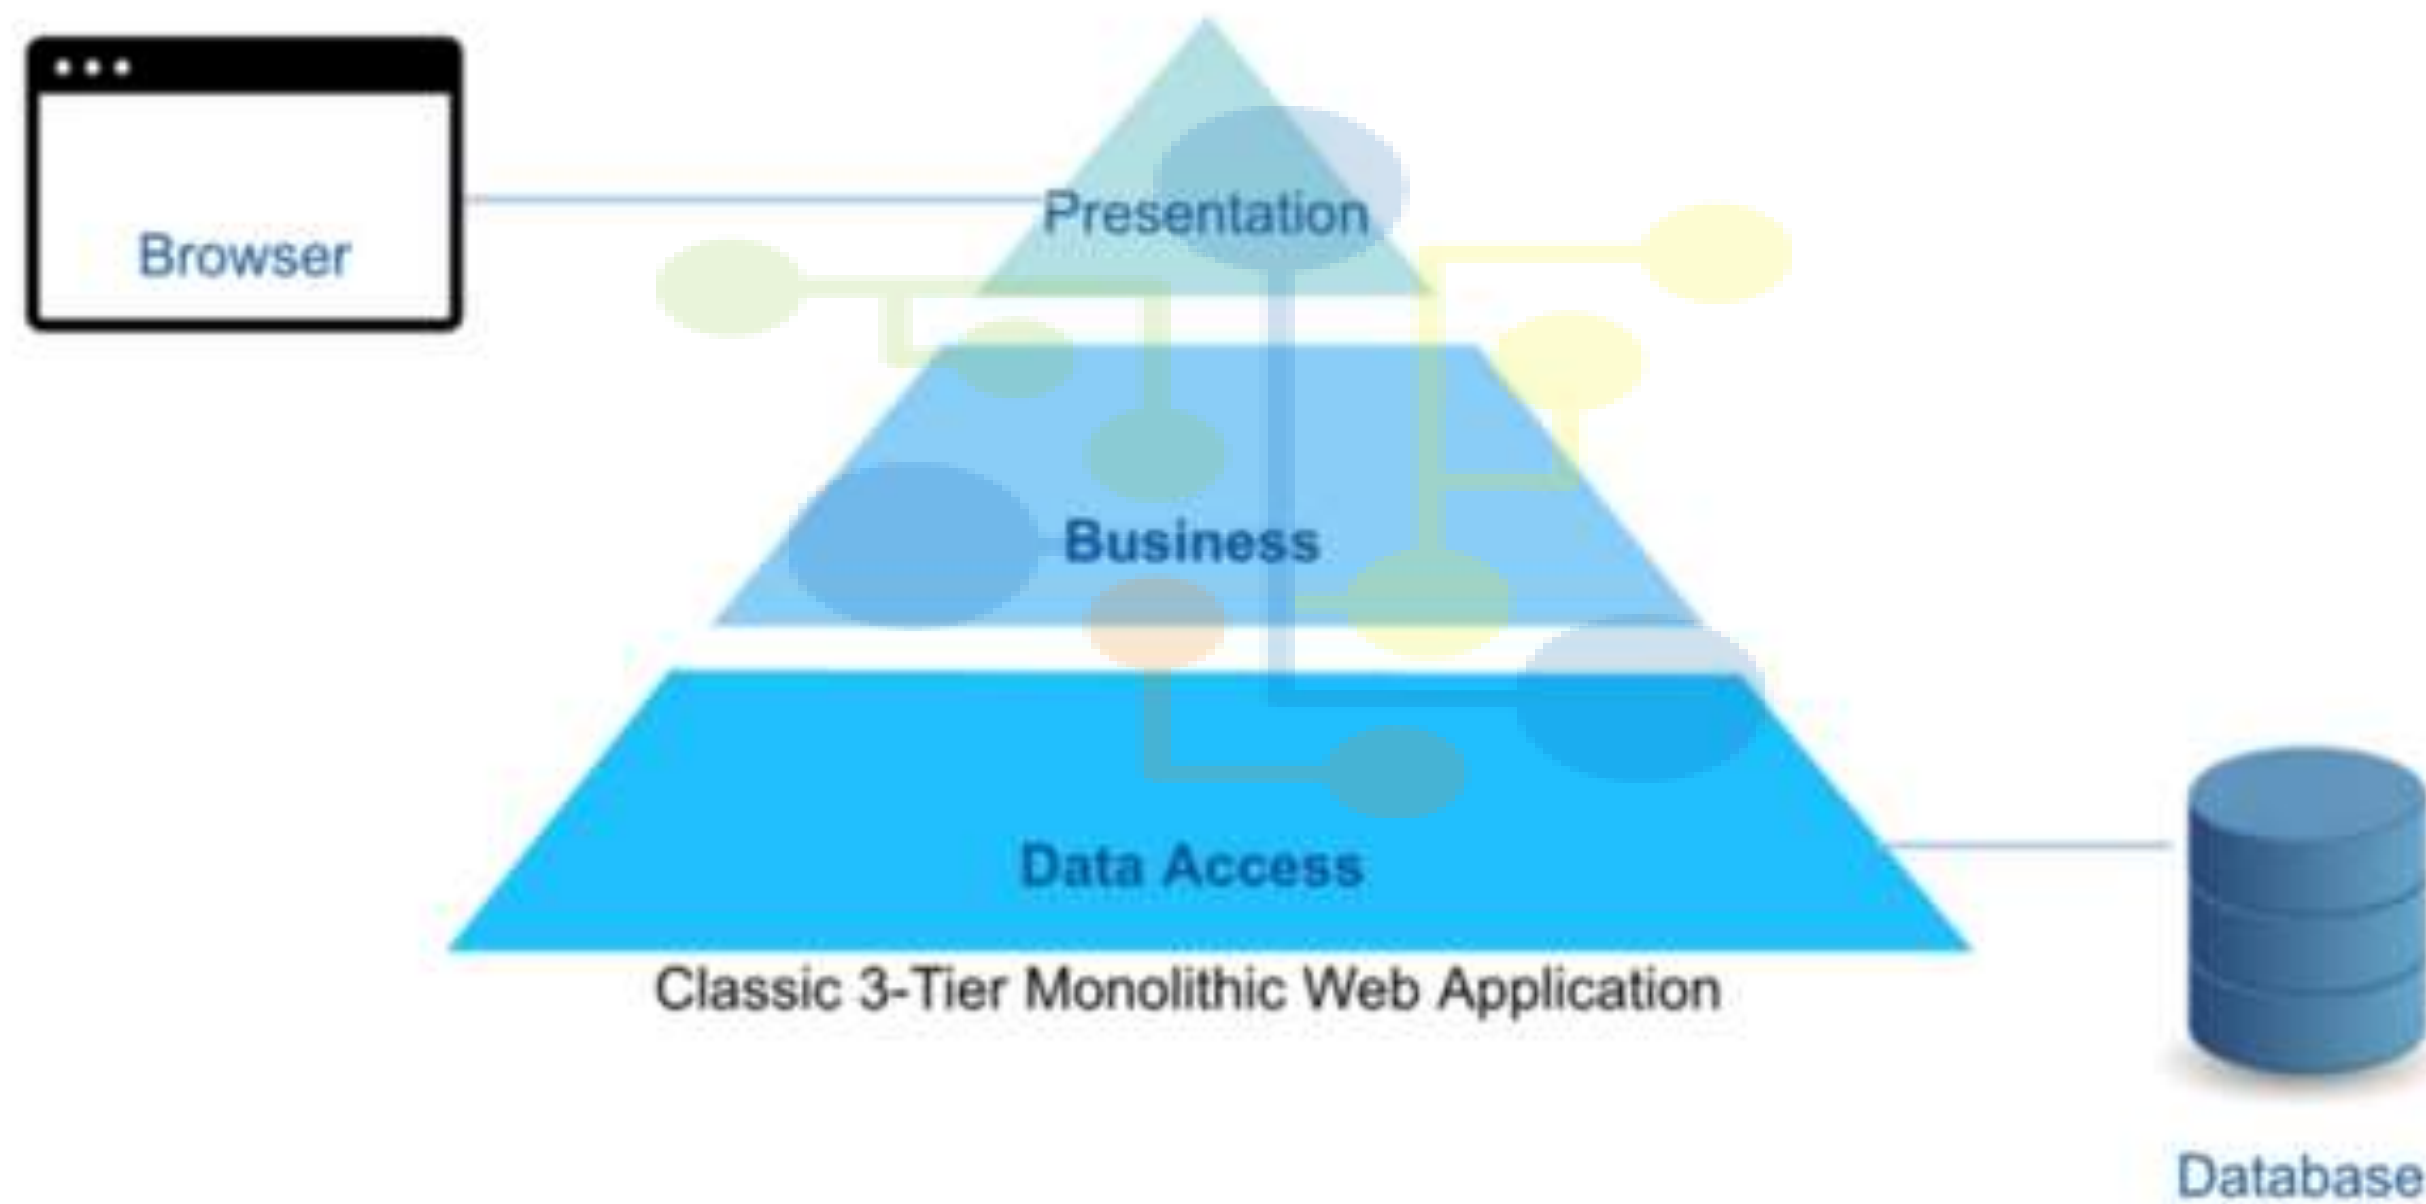 Browser
Presentation
Business
Data Access
Classic 3-Tier Monolithic Web Application
Database